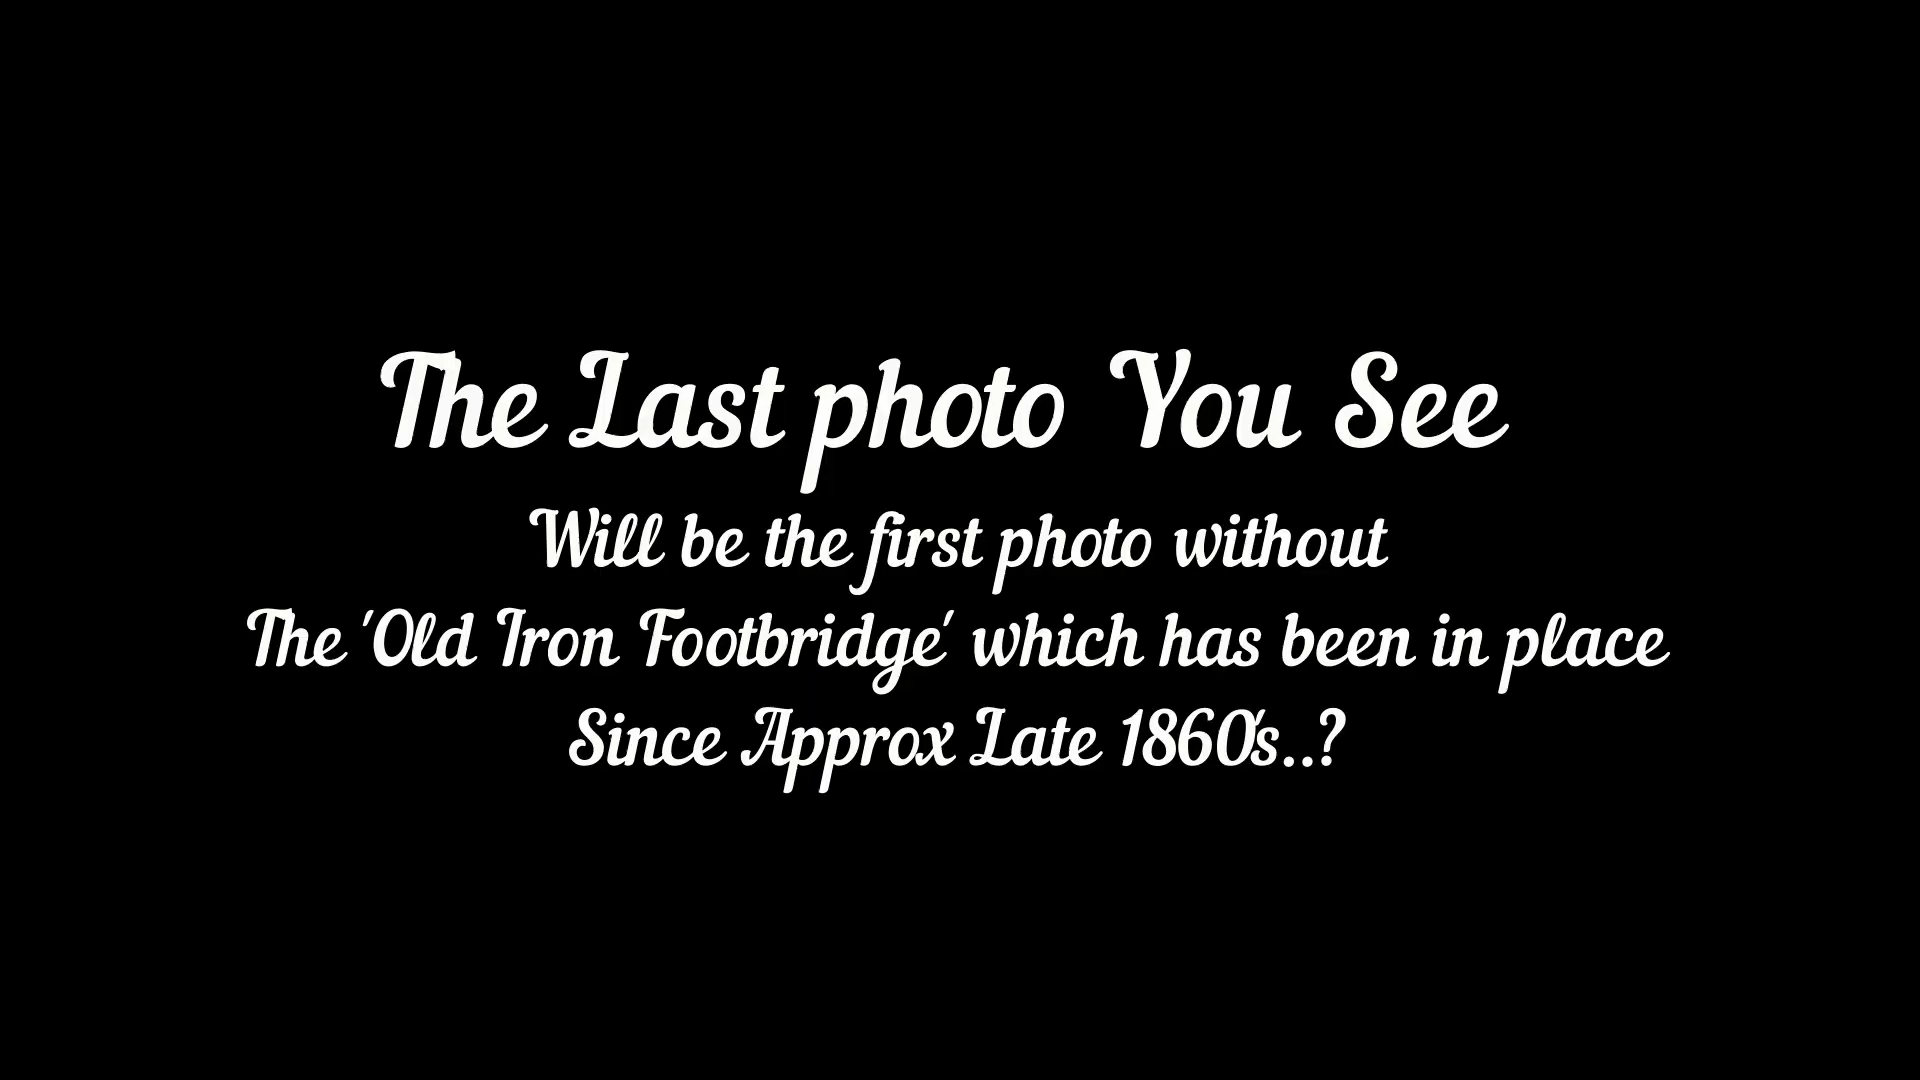 The Last photo You See
Will be the first photo without
The 'Old Iron Footbridge' which has been in place
Since Approx Late 1860's..?